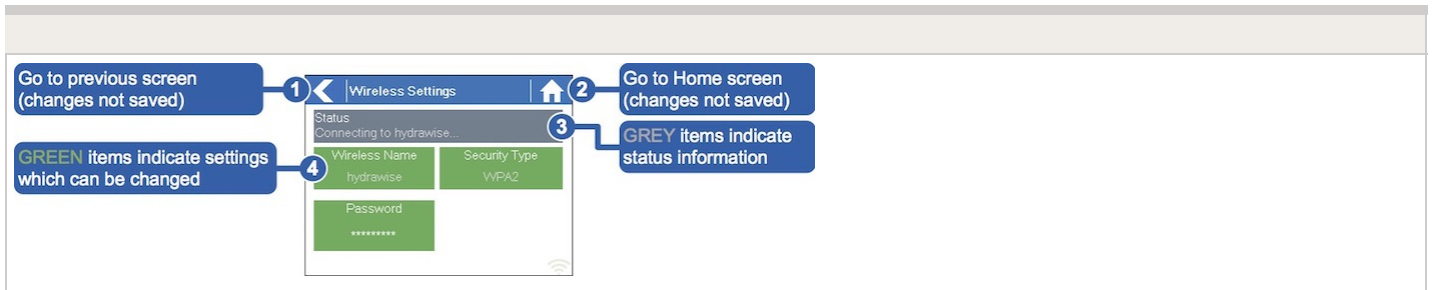 Go to previous screen
(changes not saved)
1
Wireless Settings
2
Go to Home screen
(changes not saved)
Status
Connecting to hydrawise...
3
GREY items indicate
status information
GREEN items indicate settings
which can be changed
4
Wireless Name
hydrawise
Security Type
WPA2
Password
*********